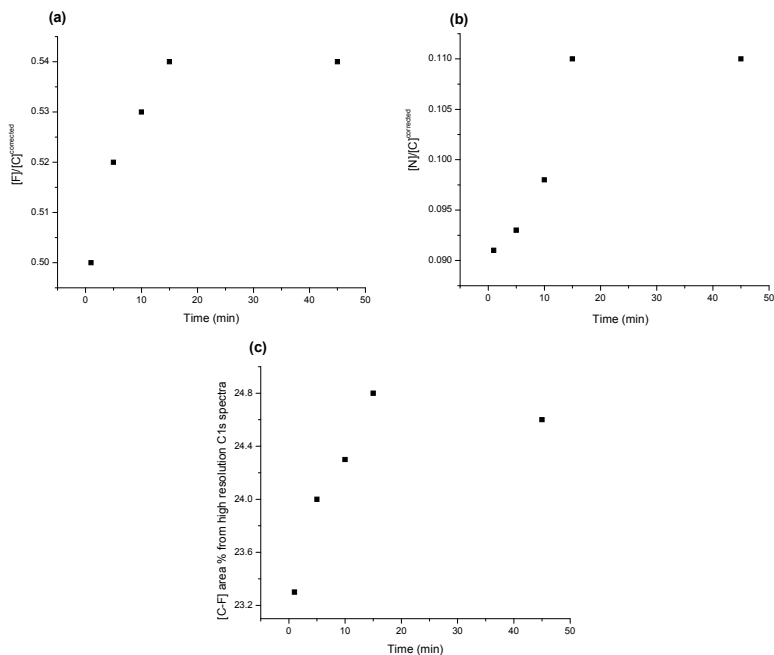 (a)
0.54
0.53
0.52
0.51
0.50
[F]/[C]corrected
0 10 20 30 40 50
Time (min)
(b)
0.110
0.105
0.100
0.095
0.090
[N]/[C]corrected
0 10 20 30 40 50
Time (min)
(c)
24.8
24.4
24.0
23.6
23.2
[C-F] area % from high resolution C1s spectra
0 10 20 30 40 50
Time (min)